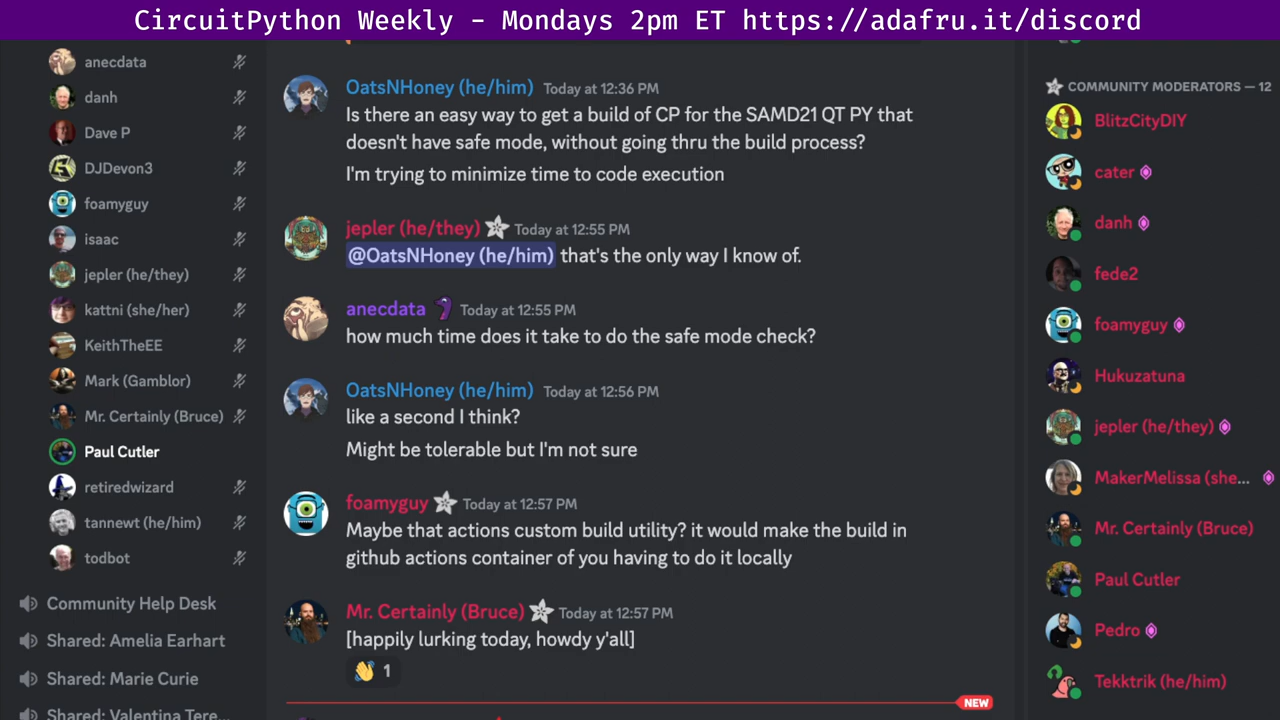 CircuitPython Weekly - Mondays 2pm ET https://adafru.it/discord
anecdata
danh
Dave P
DJDevon3
foamyguy
isaac
jepler (he/they)
kattni (she/her)
KeithTheEE
Mark (Gamblor)
Mr. Certainly (Bruce)
Paul Cutler
retiredwizard
tannewt (he/him)
todbot
Community Help Desk
Shared: Amelia Earhart
Shared: Marie Curie
Shared: Valentina Tere...
OatsNHoney (he/him) Today at 12:36 PM
Is there an easy way to get a build of CP for the SAMD21 QT PY that
doesn't have safe mode, without going thru the build process?
I'm trying to minimize time to code execution
jepler (he/they) Today at 12:55 PM
@OatsNHoney (he/him) that's the only way I know of.
anecdata Today at 12:55 PM
how much time does it take to do the safe mode check?
OatsNHoney (he/him) Today at 12:56 PM
like a second I think?
Might be tolerable but I'm not sure
foamyguy Today at 12:57 PM
Maybe that actions custom build utility? it would make the build in
github actions container of you having to do it locally
Mr. Certainly (Bruce) Today at 12:57 PM
[happily lurking today, howdy y'all]
1
NEW
COMMUNITY MODERATORS — 12
BlitzCityDIY
cater
danh
fede2
foamyguy
Hukuzatuna
jepler (he/they)
MakerMelissa (she...
Mr. Certainly (Bruce)
Paul Cutler
Pedro
Tekktrik (he/him)